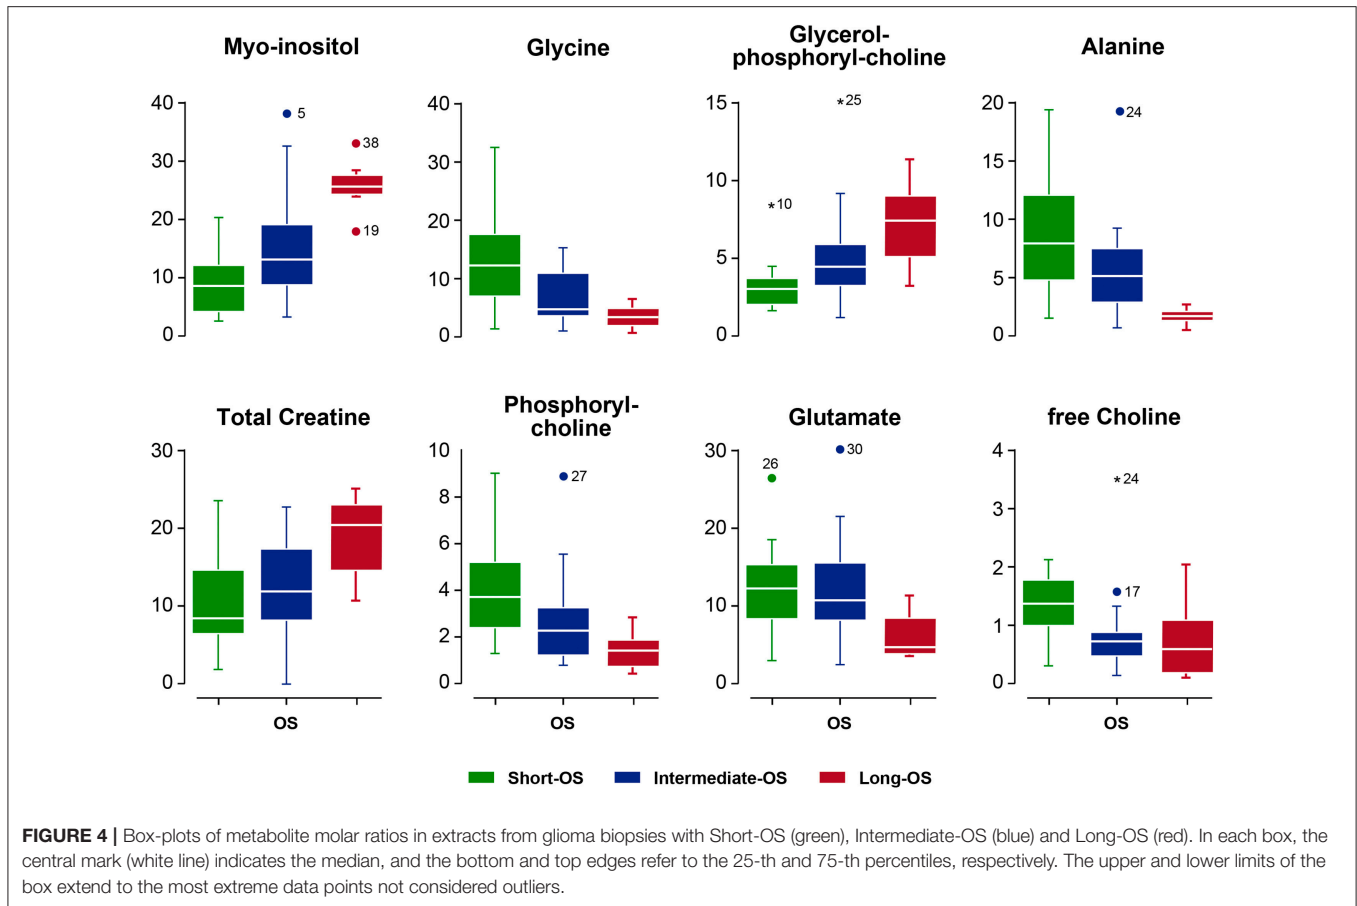 Myo-inositol
Glycine
Glycerol-
phosphoryl-choline
Alanine
40
30
20
10
0
5
38
19
40
30
20
10
0
15
10
5
0
*10
*25
20
15
10
5
0
24
Total Creatine
Phosphoryl-
choline
Glutamate
free Choline
30
20
10
0
OS
10
8
6
4
2
0
27
OS
30
20
10
0
26
30
OS
4
3
2
1
0
*24
17
OS
Short-OS Intermediate-OS Long-OS
FIGURE 4 | Box-plots of metabolite molar ratios in extracts from glioma biopsies with Short-OS (green), Intermediate-OS (blue) and Long-OS (red). In each box, the
central mark (white line) indicates the median, and the bottom and top edges refer to the 25-th and 75-th percentiles, respectively. The upper and lower limits of the
box extend to the most extreme data points not considered outliers.